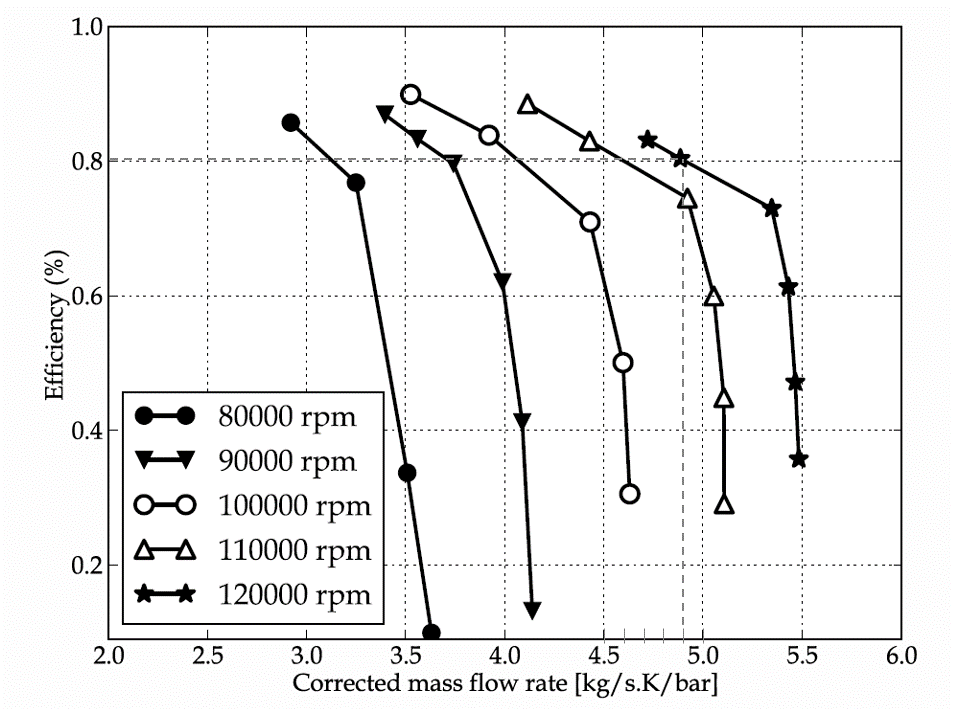 1.0
0.8
0.6
0.4
0.2
Efficiency (%)
80000 rpm
90000 rpm
100000 rpm
110000 rpm
120000 rpm
2.0 2.5 3.0 3.5 4.0 4.5 5.0 5.5 6.0
Corrected mass flow rate [kg/s.K/bar]